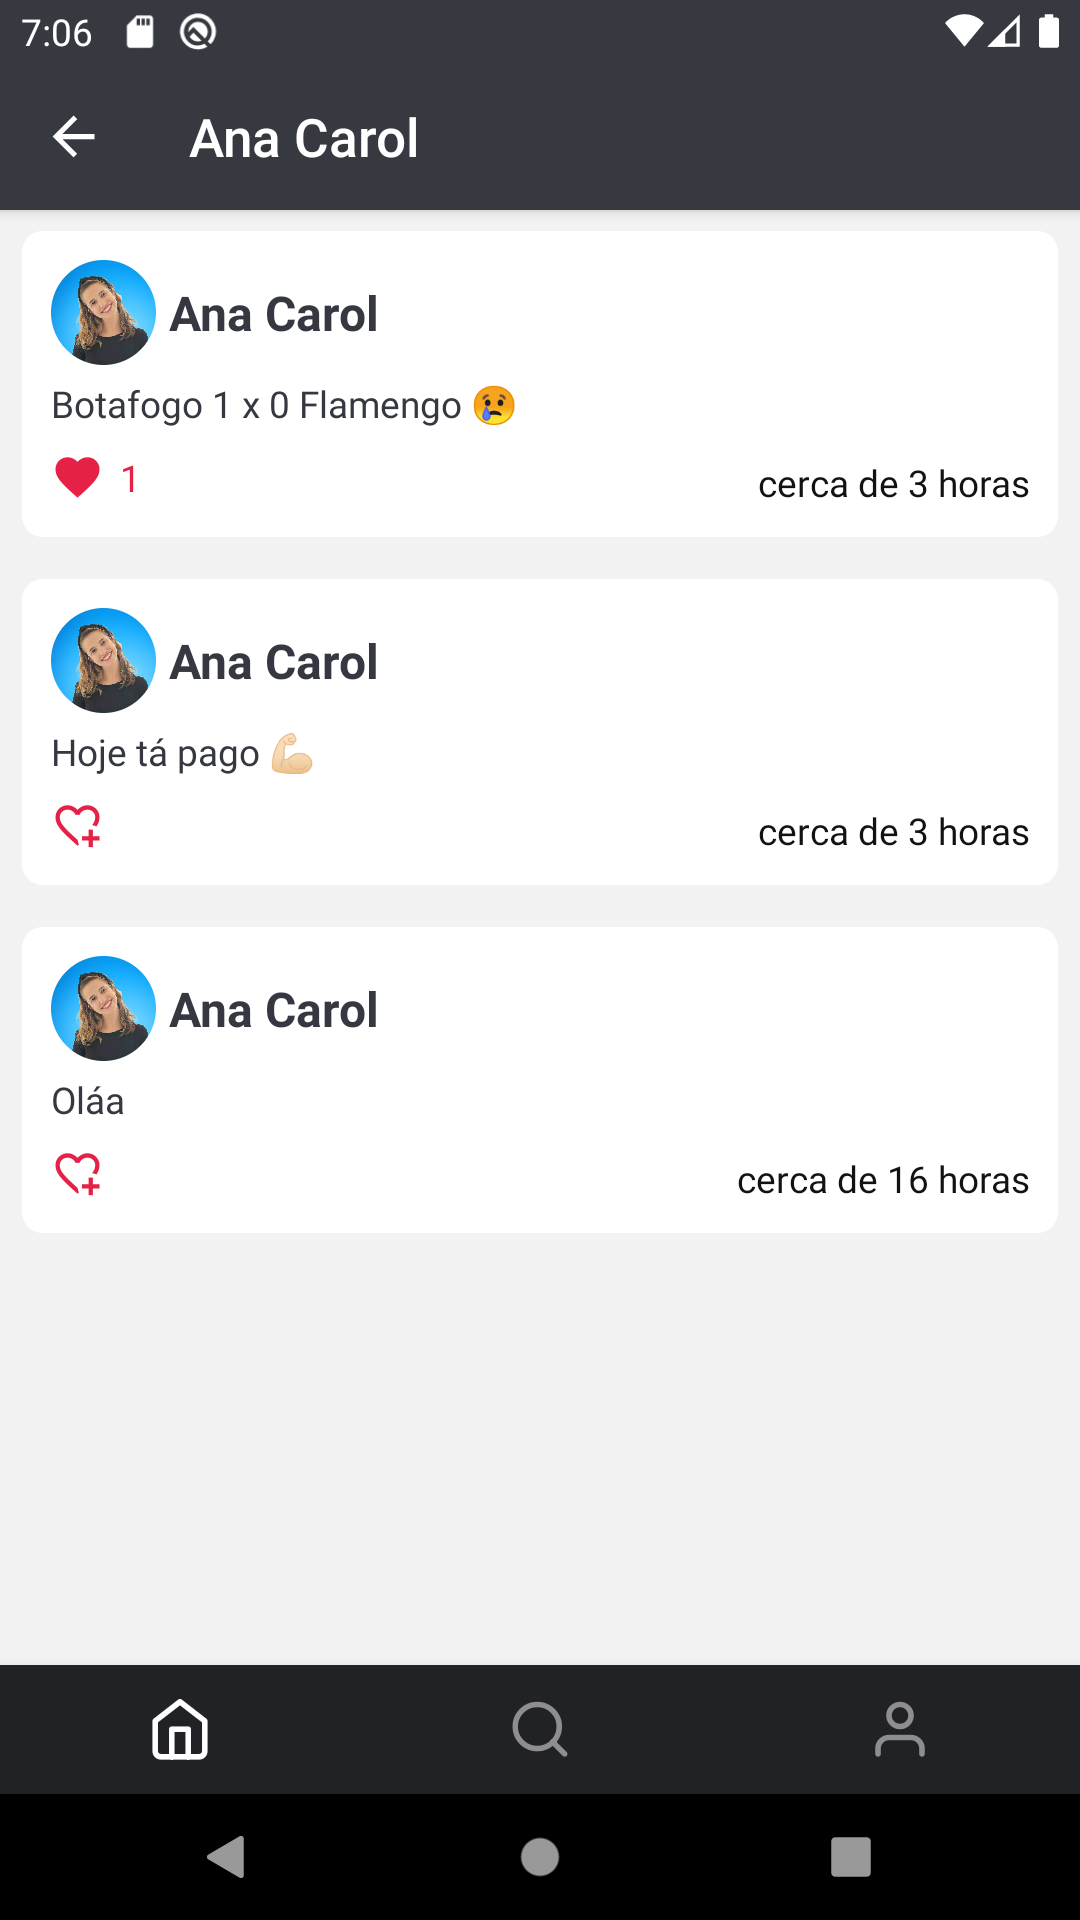 7:06
Ana Carol
Ana Carol
Botafogo 1 x 0 Flamengo 😢
1
cerca de 3 horas
Ana Carol
Hoje tá pago 💪🏻
cerca de 3 horas
Ana Carol
Oláa
cerca de 16 horas